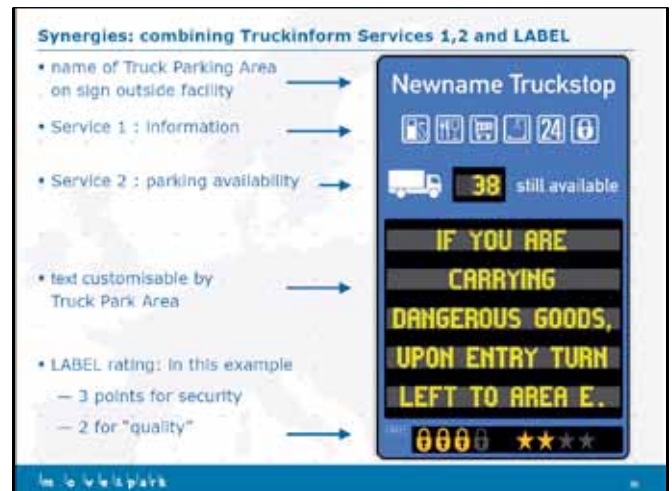 Synergies: combining Truckinform Services 1,2 and LABEL
• name of Truck Parking Area
on sign outside facility
• Service 1 : Information
• Service 2 : parking availability
• text customisable by
Truck Park Area
• LABEL rating: in this example
— 3 points for security
— 2 for "quality"
Newname Truckstop
24
38 still available
IF YOU ARE
CARRYING
DANGEROUS GOODS,
UPON ENTRY TURN
LEFT TO AREA E.